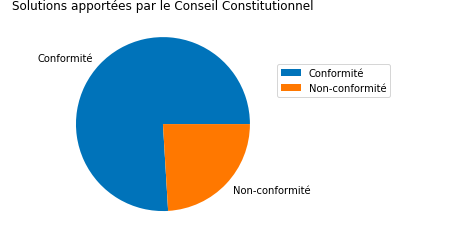 Solutions apportées par le Conseil Constitutionnel
Conformité
Conformité
Non-conformité
Non-conformité